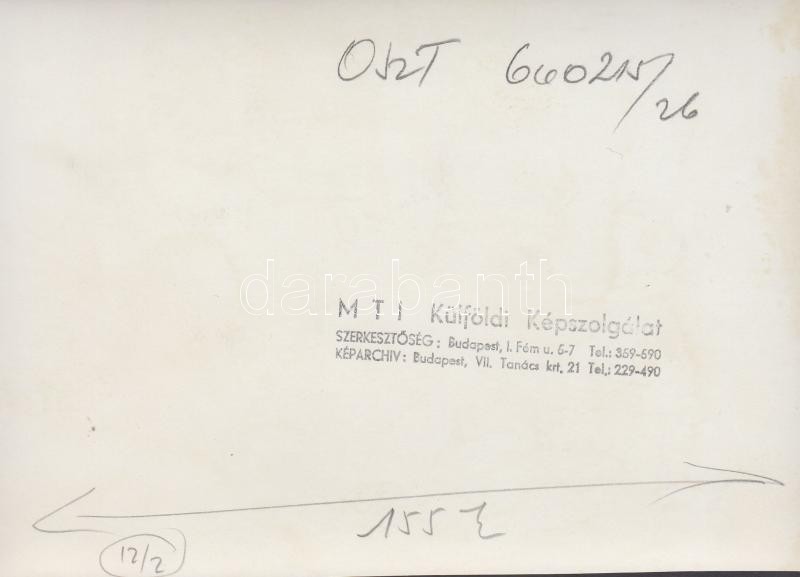 OSZT 660215/26
darabanth
MTI Külföldi Képszolgálat
SZERKESZTŐSÉG: Budapest, I. Fém u. 5-7 Tel.: 359-590
KÉPARCHIV: Budapest, VII. Tanács krt. 21 Tel.: 229-490
155
12/2